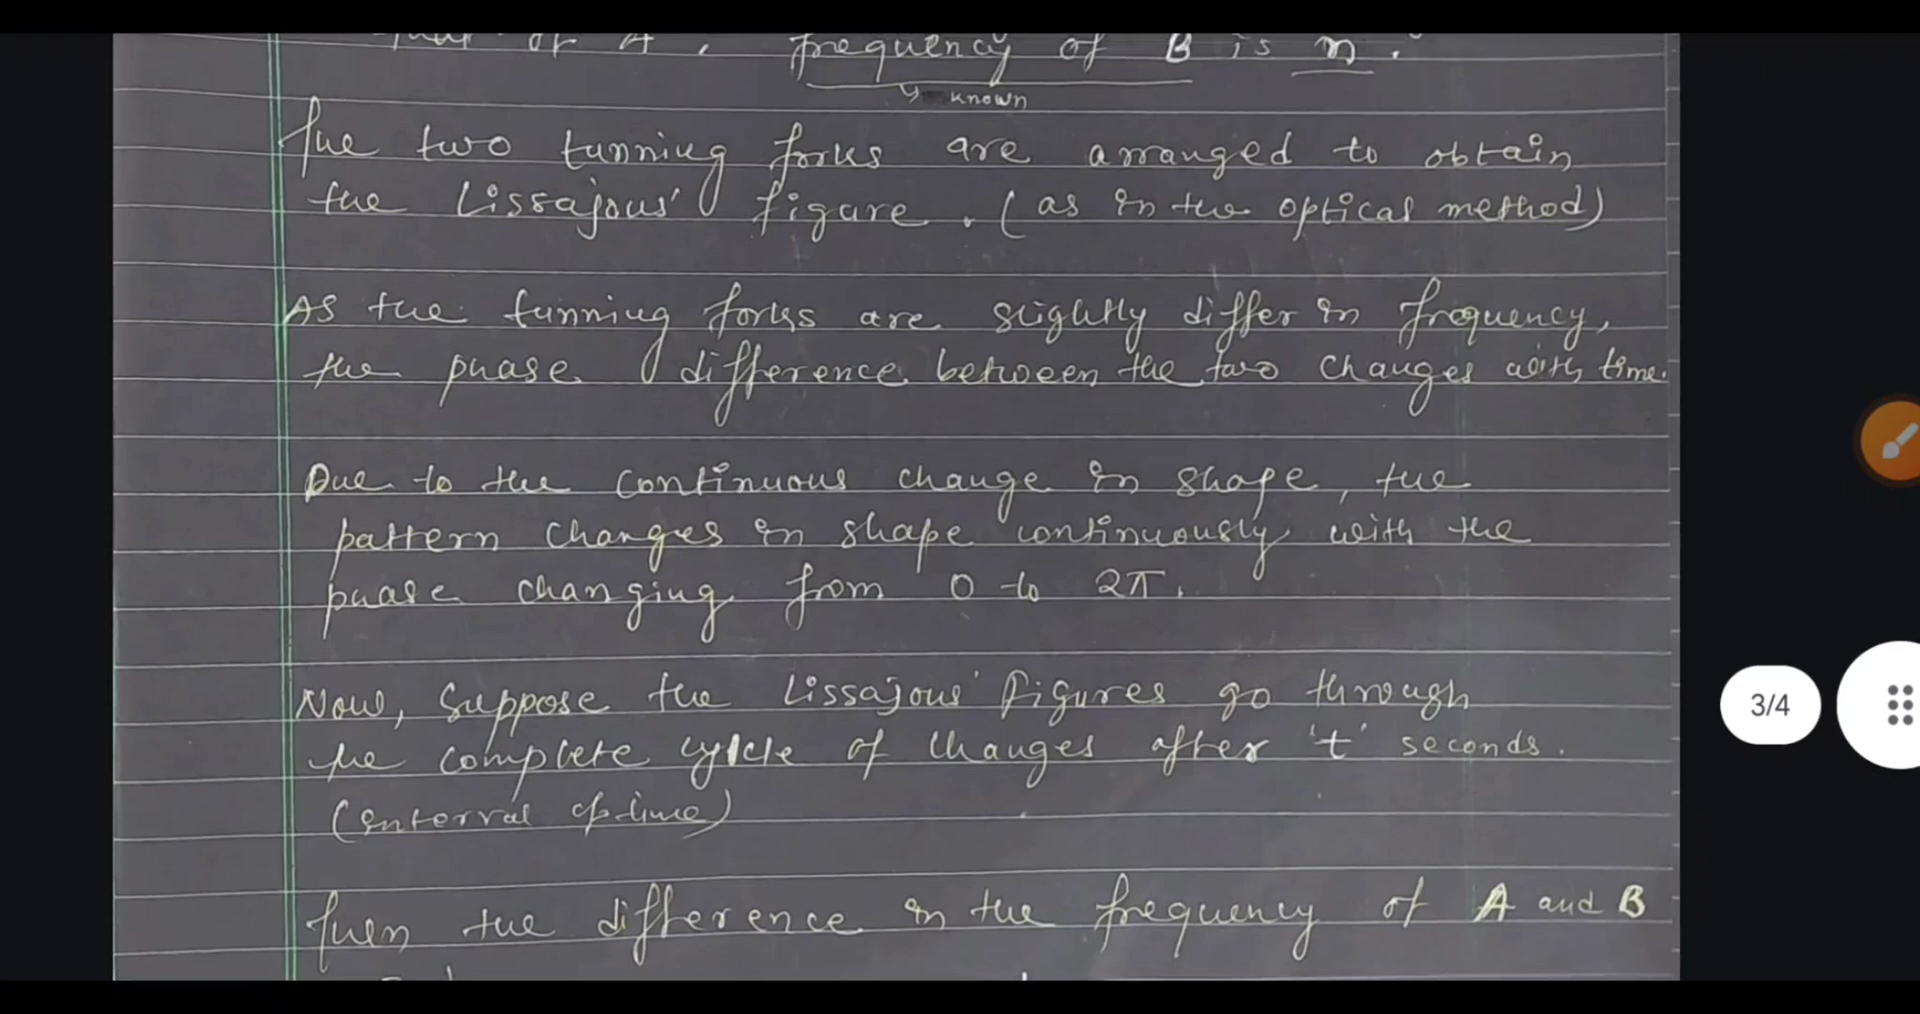 that of A. frequency of B is n.
known
The two tunning forks are arranged to obtain
the Lissajous' figure. (as in the optical method)
As the tunning forks are slightly differ in frequency,
the phase difference between the two changes with time.
Due to the continuous change in shape, the
pattern changes in shape continuously with the
phase changing from 0 to 2π.
Now, Suppose the Lissajous' figures go through
the complete cycle of changes after 't' seconds.
(interval of time)
3/4
Then the difference in the frequency of A and B